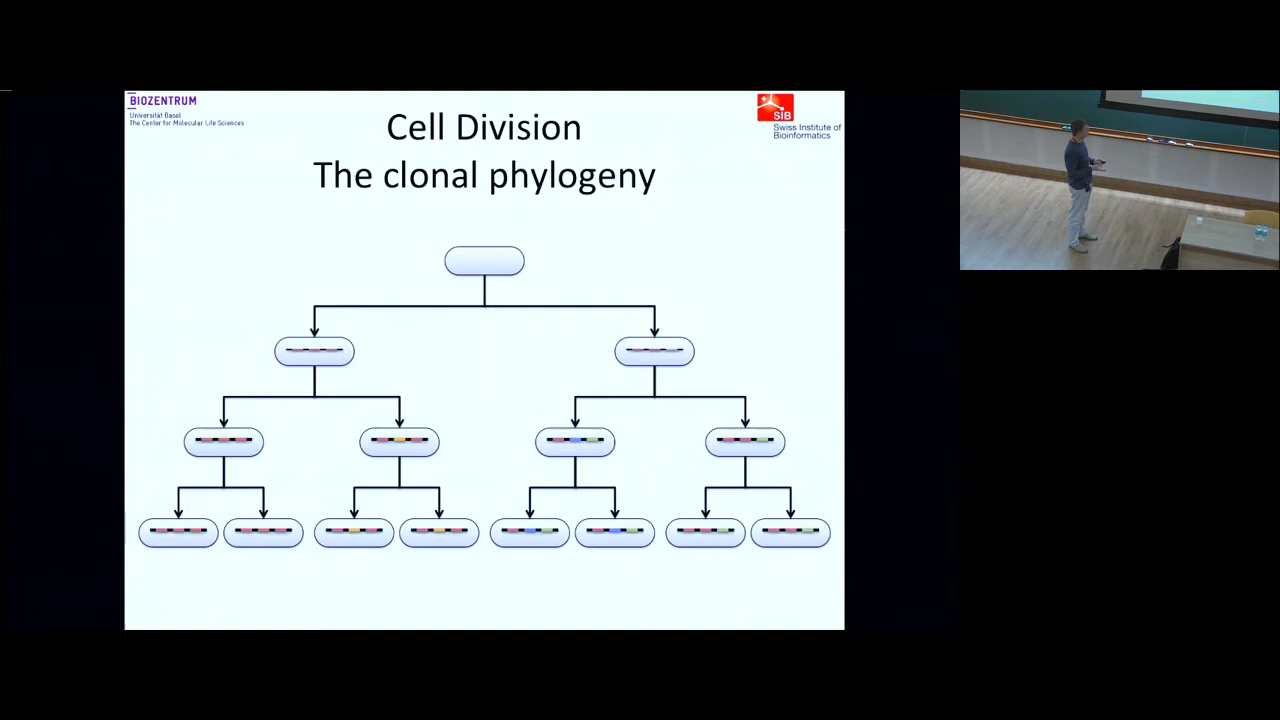 BIOZENTRUM
Universität Basel
The Center for Molecular Life Sciences
Cell Division
The clonal phylogeny
SIB
Swiss Institute of
Bioinformatics